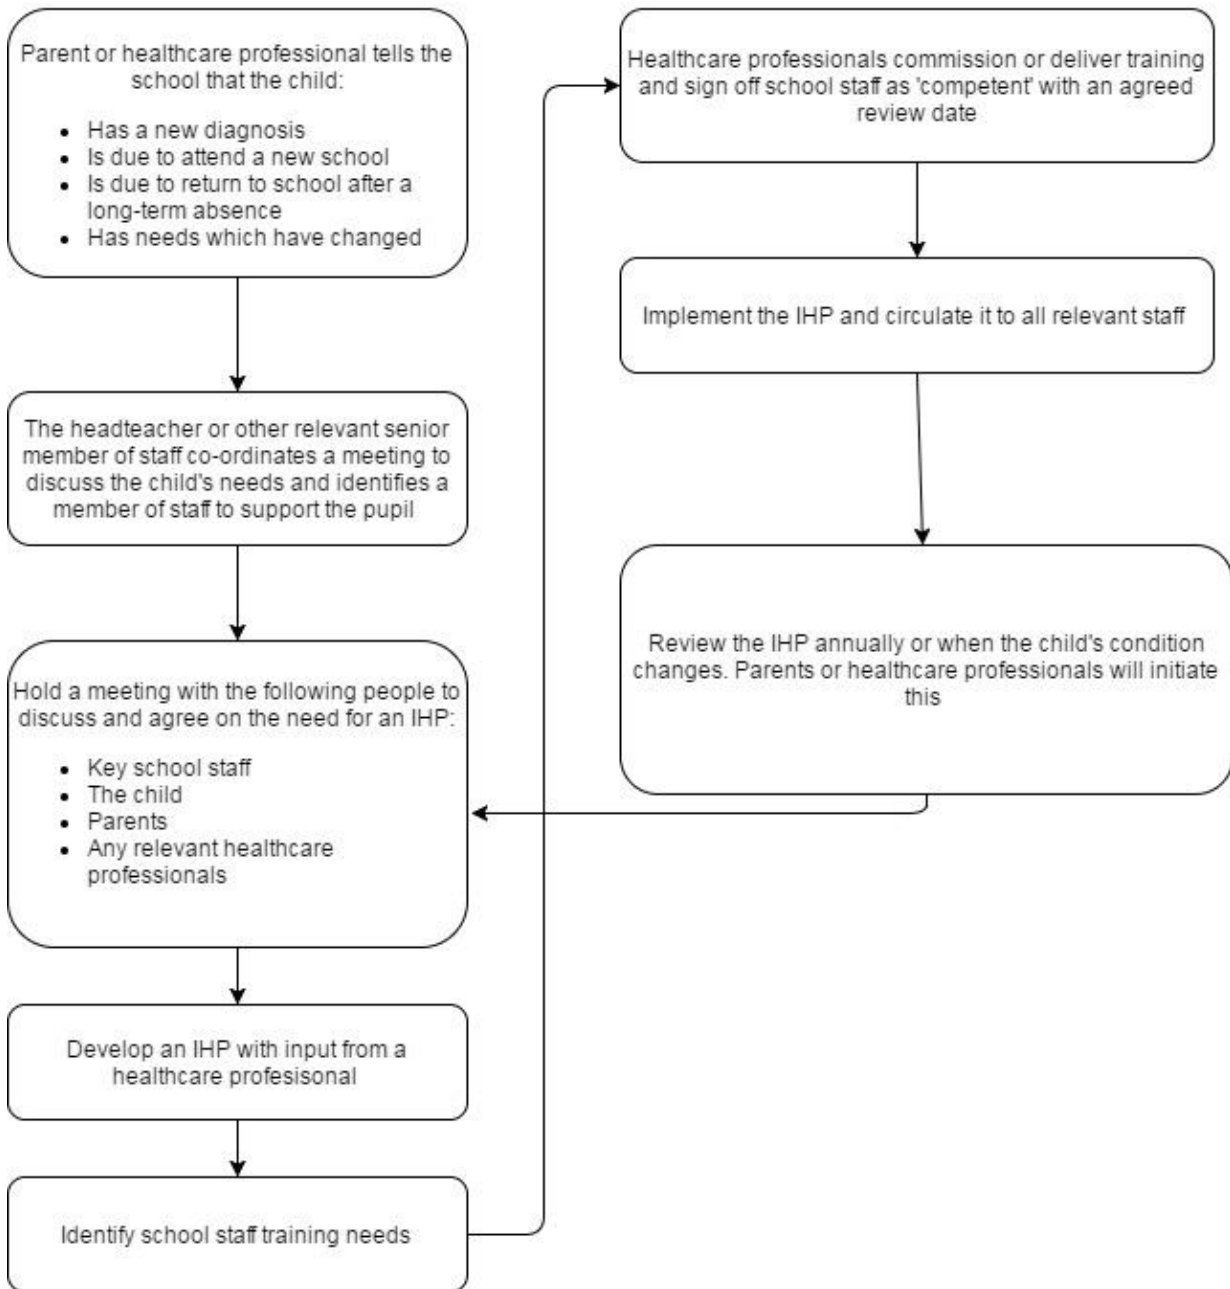 Parent or healthcare professional tells the
school that the child:
• Has a new diagnosis
• Is due to attend a new school
• Is due to return to school after a
long-term absence
• Has needs which have changed
The headteacher or other relevant senior
member of staff co-ordinates a meeting to
discuss the child's needs and identifies a
member of staff to support the pupil
Hold a meeting with the following people to
discuss and agree on the need for an IHP:
• Key school staff
• The child
• Parents
• Any relevant healthcare
professionals
Develop an IHP with input from a
healthcare profesisonal
Identify school staff training needs
Healthcare professionals commission or deliver training
and sign off school staff as 'competent' with an agreed
review date
Implement the IHP and circulate it to all relevant staff
Review the IHP annually or when the child's condition
changes. Parents or healthcare professionals will initiate
this